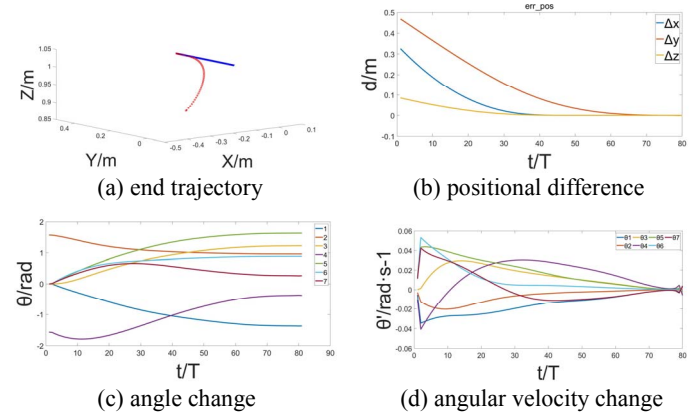 1.05
1
0.95
0.9
0.85
Z/m
0.4
0.2
0
Y/m
-0.5
-0.4
-0.3
-0.2
-0.1
0
0.1
X/m
(a) end trajectory
err_pos
0.5
0.4
0.3
0.2
0.1
0
-0.1
d/m
Δx
Δy
Δz
0 10 20 30 40 50 60 70 80
t/T
(b) positional difference
2
1
0
-1
-2
θ/rad
1
2
3
4
5
6
7
0 10 20 30 40 50 60 70 80 90
t/T
(c) angle change
0.06
0.04
0.02
0
-0.02
-0.04
-0.06
θ'/rad·s-1
θ1 θ3 θ5 θ7
θ2 θ4 θ6
0 10 20 30 40 50 60 70 80
t/T
(d) angular velocity change